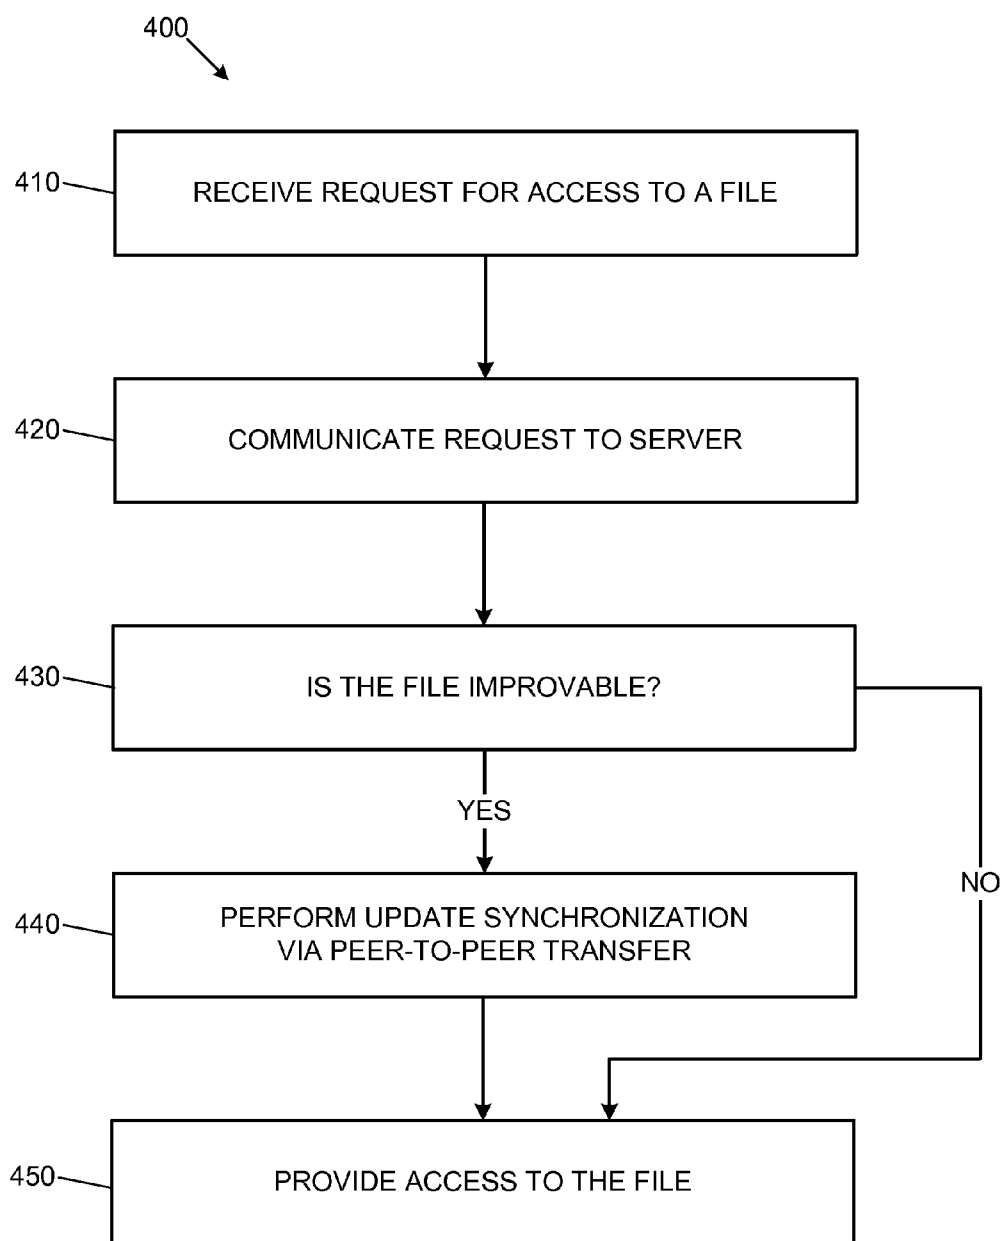 400
410
RECEIVE REQUEST FOR ACCESS TO A FILE
420
COMMUNICATE REQUEST TO SERVER
430
IS THE FILE IMPROVABLE?
YES
NO
440
PERFORM UPDATE SYNCHRONIZATION
VIA PEER-TO-PEER TRANSFER
450
PROVIDE ACCESS TO THE FILE